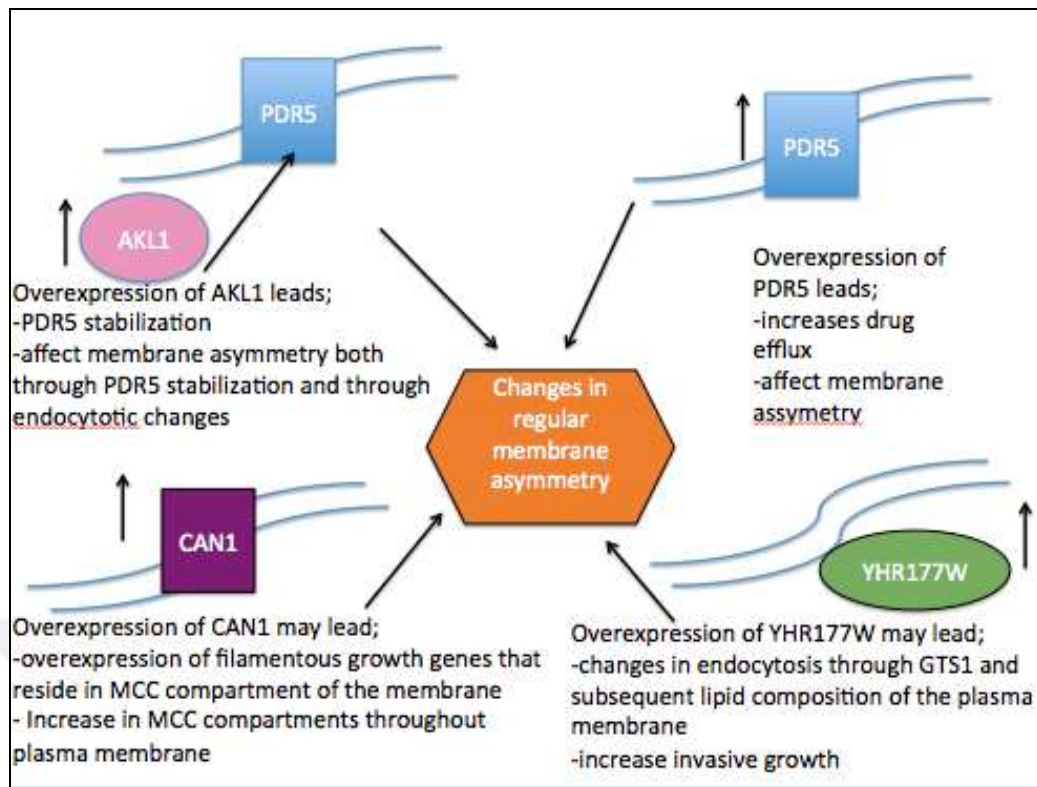 PDR5
AKL1
Overexpression of AKL1 leads;
-PDR5 stabilization
-affect membrane asymmetry both
through PDR5 stabilization and through
endocytotic changes
PDR5
Overexpression of
PDR5 leads;
-increases drug
efflux
-affect membrane
assymetry
Changes in
regular
membrane
asymmetry
CAN1
Overexpression of CAN1 may lead;
-overexpression of filamentous growth genes that
reside in MCC compartment of the membrane
- Increase in MCC compartments throughout
plasma membrane
YHR177W
Overexpression of YHR177W may lead;
-changes in endocytosis through GTS1 and
subsequent lipid composition of the plasma
membrane
-increase invasive growth